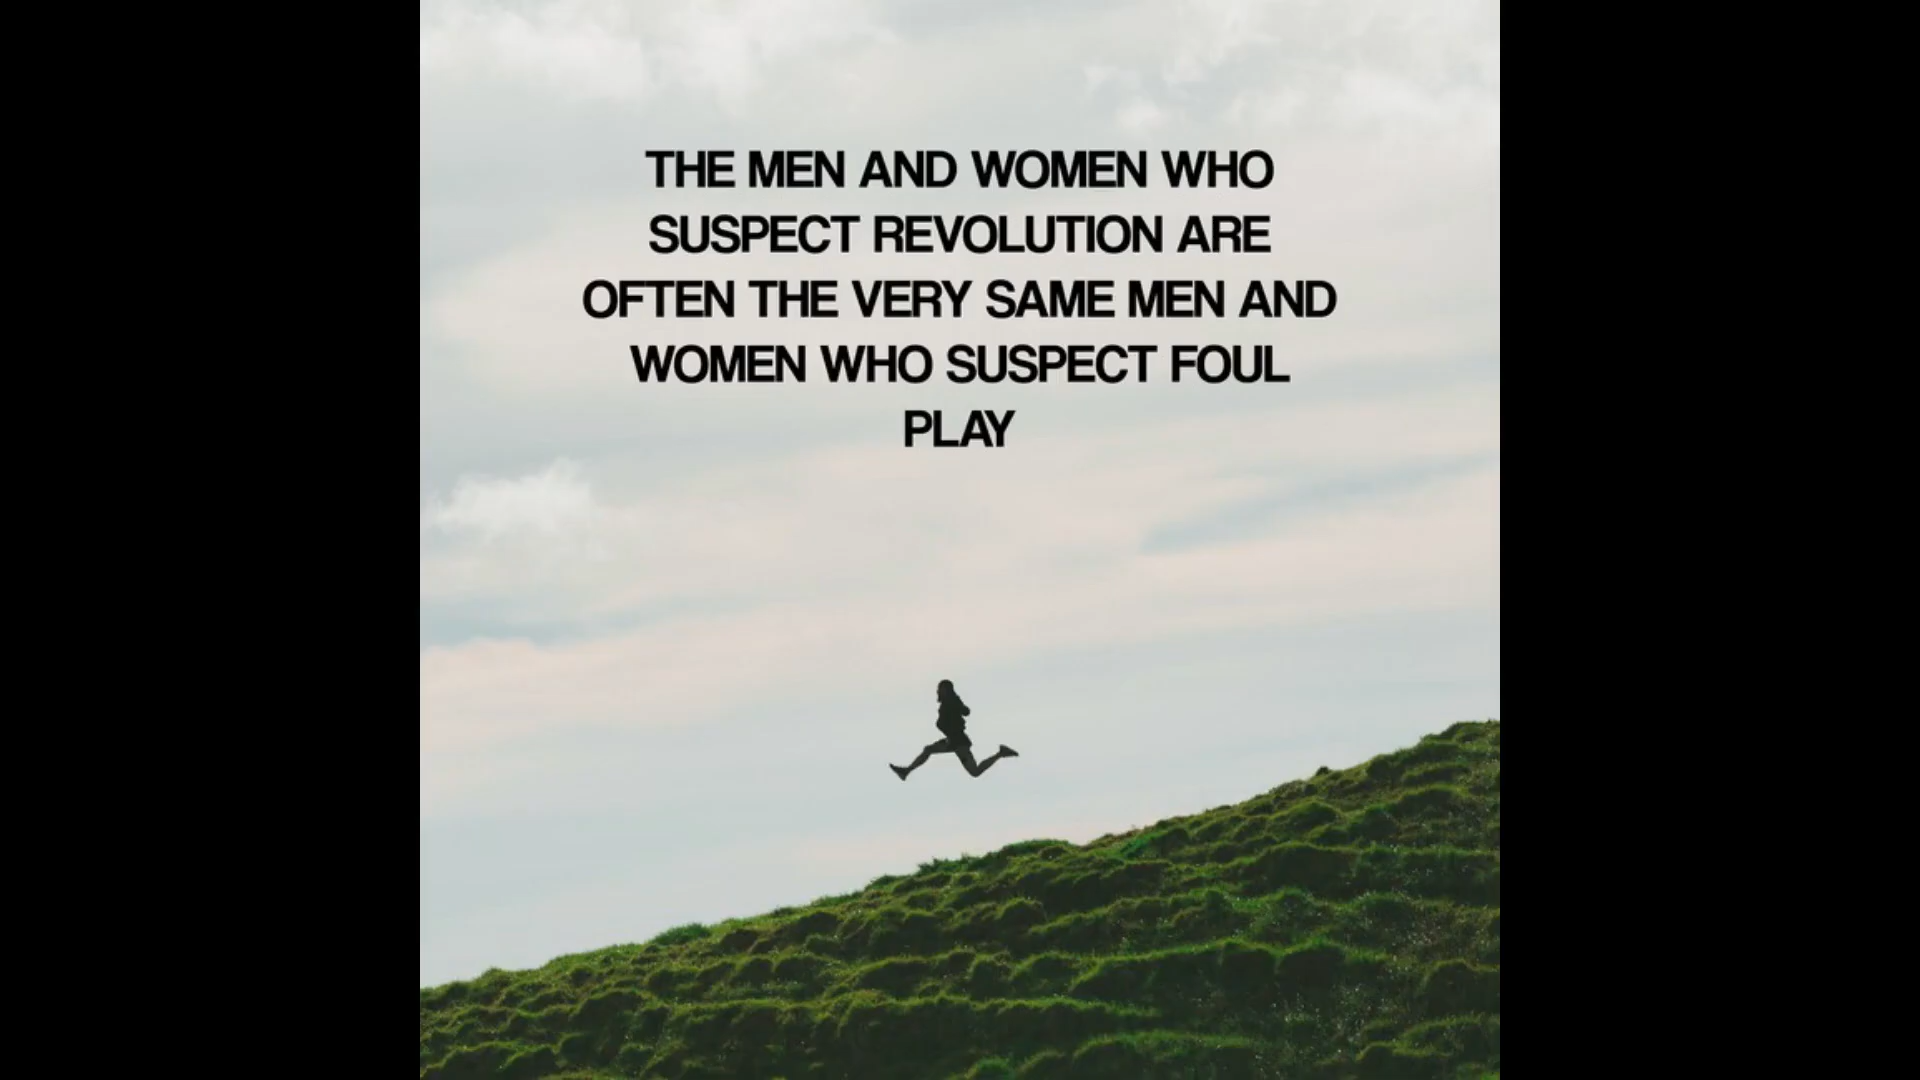 THE MEN AND WOMEN WHO
SUSPECT REVOLUTION ARE
OFTEN THE VERY SAME MEN AND
WOMEN WHO SUSPECT FOUL
PLAY